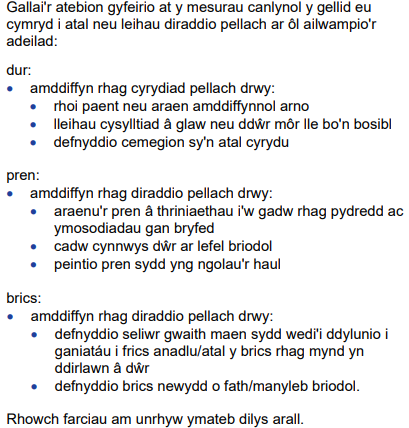 Gallai'r atebion gyfeirio at y mesurau canlynol y gellid eu
cymryd i atal neu leihau diraddio pellach ar ôl ailwampio'r
adeilad:
dur:
• amddiffyn rhag cyrydiad pellach drwy:
• rhoi paent neu araen amddiffynnol arno
• lleihau cysylltiad â glaw neu ddŵr môr lle bo'n bosibl
• defnyddio cemegion sy'n atal cyrydu
pren:
• amddiffyn rhag diraddio pellach drwy:
• araenu'r pren â thriniaethau i'w gadw rhag pydredd ac
ymosodiadau gan bryfed
• cadw cynnwys dŵr ar lefel briodol
• peintio pren sydd yng ngolau'r haul
brics:
• amddiffyn rhag diraddio pellach drwy:
• defnyddio seliwr gwaith maen sydd wedi'i ddylunio i
ganiatáu i frics anadlu/atal y brics rhag mynd yn
ddirlawn â dŵr
• defnyddio brics newydd o fath/manyleb briodol.
Rhowch farciau am unrhyw ymateb dilys arall.